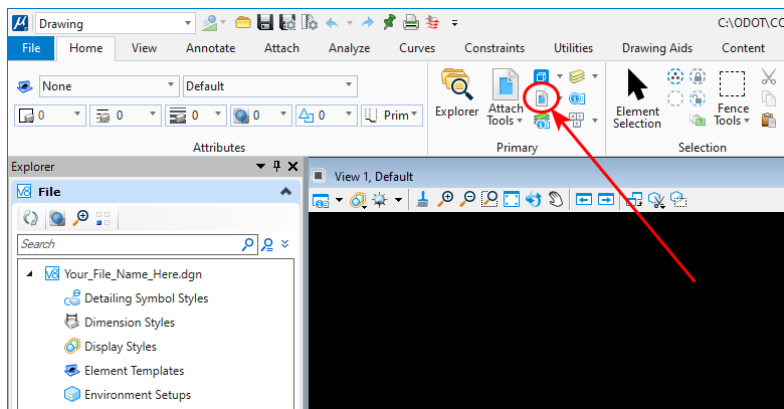 Drawing
C:\ODOT\CO
File Home View Annotate Attach Analyze Curves Constraints Utilities Drawing Aids Content
None Default
0 0 0 0 0 Prim
Explorer Attach Tools Element Selection Fence Tools
Attributes Primary Selection
Explorer
View 1, Default
File
Search
Your_File_Name_Here.dgn
Detailing Symbol Styles
Dimension Styles
Display Styles
Element Templates
Environment Setups